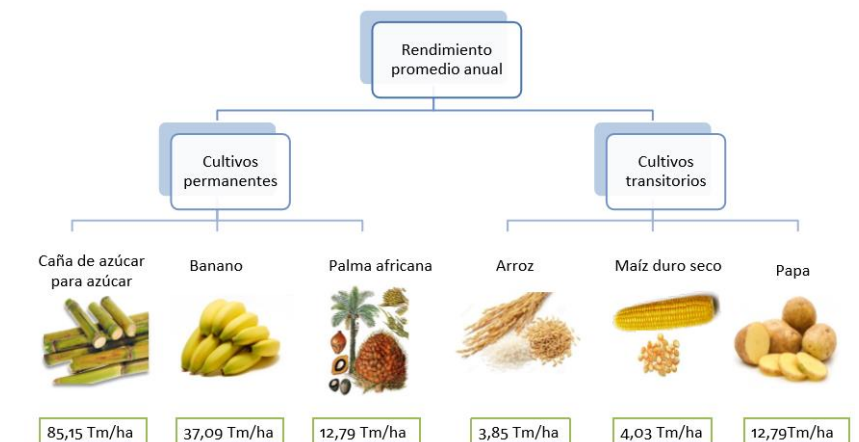 Rendimiento
promedio anual
Cultivos
permanentes
Cultivos
transitorios
Caña de azúcar
para azúcar
Banano
Palma africana
Arroz
Maíz duro seco
Papa
85,15 Tm/ha
37,09 Tm/ha
12,79 Tm/ha
3,85 Tm/ha
4,03 Tm/ha
12,79Tm/ha